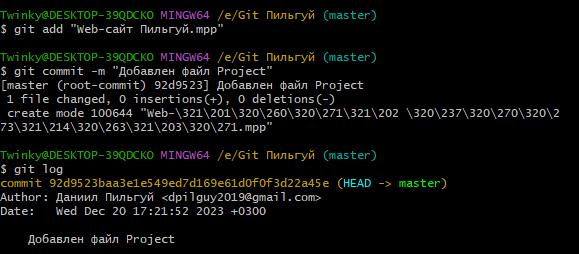 Twinky@DESKTOP-39QDCKO MINGW64 /e/Git Пильгуй (master)
$ git add "Web-сайт Пильгуй.mpp"
Twinky@DESKTOP-39QDCKO MINGW64 /e/Git Пильгуй (master)
$ git commit -m "Добавлен файл Project"
[master (root-commit) 92d9523] Добавлен файл Project
1 file changed, 0 insertions(+), 0 deletions(-)
create mode 100644 "Web-\321\201\320\260\320\271\321\202 \320\237\320\270\320\2
73\321\214\320\263\321\203\320\271.mpp"
Twinky@DESKTOP-39QDCKO MINGW64 /e/Git Пильгуй (master)
$ git log
commit 92d9523baa3e1e549ed7d169e61d0f0f3d22a45e (HEAD -> master)
Author: Даниил Пильгуй <dpilguy2019@gmail.com>
Date:   Wed Dec 20 17:21:52 2023 +0300
Добавлен файл Project